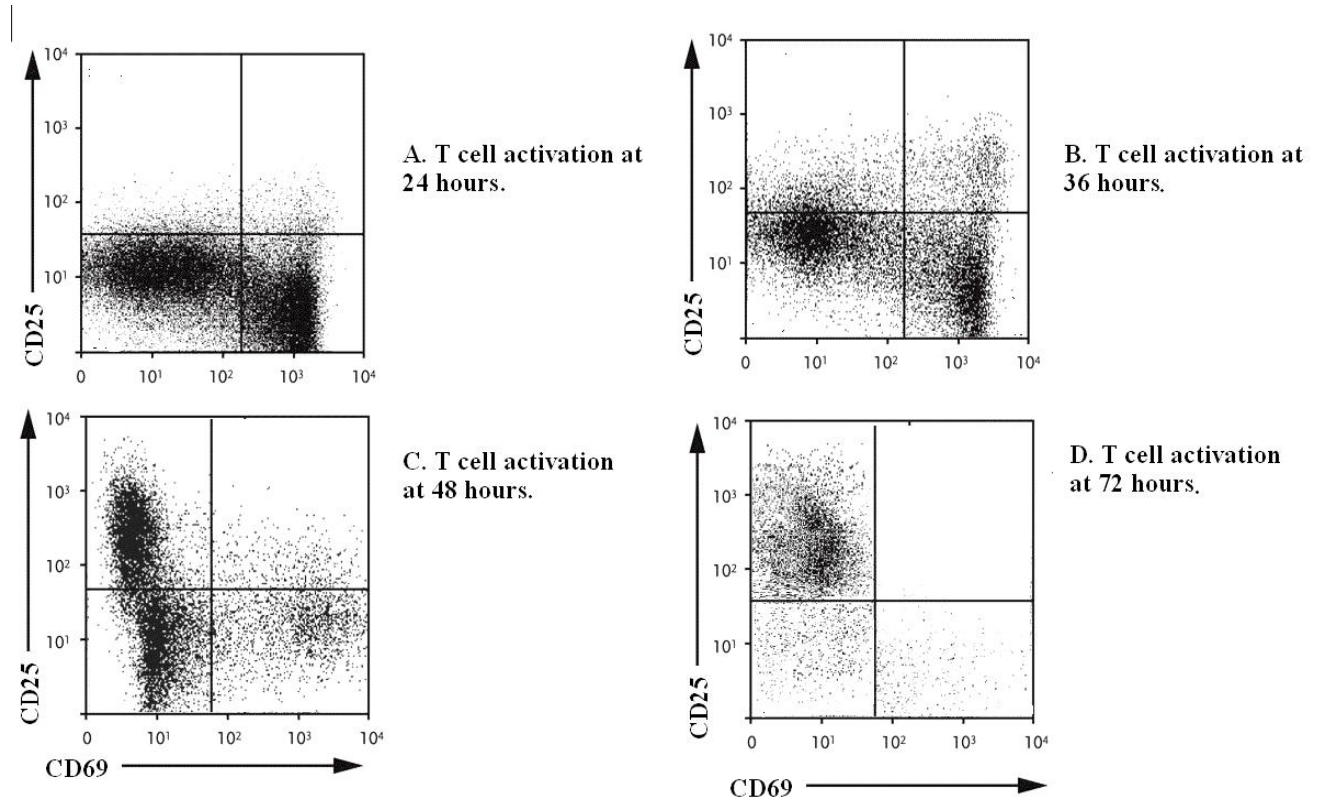 10⁴
10³
10²
10¹
CD25
0 10¹ 10² 10³ 10⁴
A. T cell activation at
24 hours.
10⁴
10³
10²
10¹
CD25
0 10¹ 10² 10³ 10⁴
B. T cell activation at
36 hours.
10⁴
10³
10²
10¹
CD25
0 10¹ 10² 10³ 10⁴
CD69
C. T cell activation
at 48 hours.
10⁴
10³
10²
10¹
CD25
0 10¹ 10² 10³ 10⁴
CD69
D. T cell activation
at 72 hours.